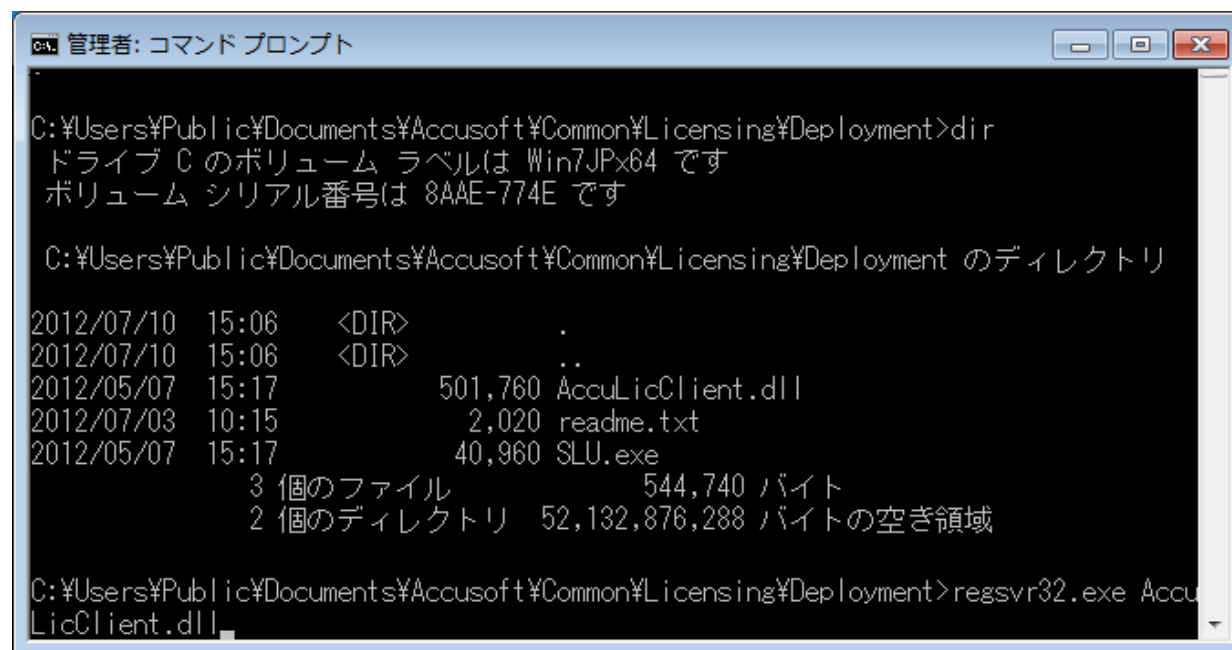 管理者: コマンド プロンプト
C:¥Users¥Public¥Documents¥Accusoft¥Common¥Licensing¥Deployment>dir
ドライブ C のボリューム ラベルは Win7JPx64 です
ボリューム シリアル番号は 8AAE-774E です
C:¥Users¥Public¥Documents¥Accusoft¥Common¥Licensing¥Deployment のディレクトリ
2012/07/10 15:06 <DIR> .
2012/07/10 15:06 <DIR> ..
2012/05/07 15:17 501,760 AccuLicClient.dll
2012/07/03 10:15 2,020 readme.txt
2012/05/07 15:17 40,960 SLU.exe
3 個のファイル 544,740 バイト
2 個のディレクトリ 52,132,876,288 バイトの空き領域
C:¥Users¥Public¥Documents¥Accusoft¥Common¥Licensing¥Deployment>regsvr32.exe Accu
LicClient.dll